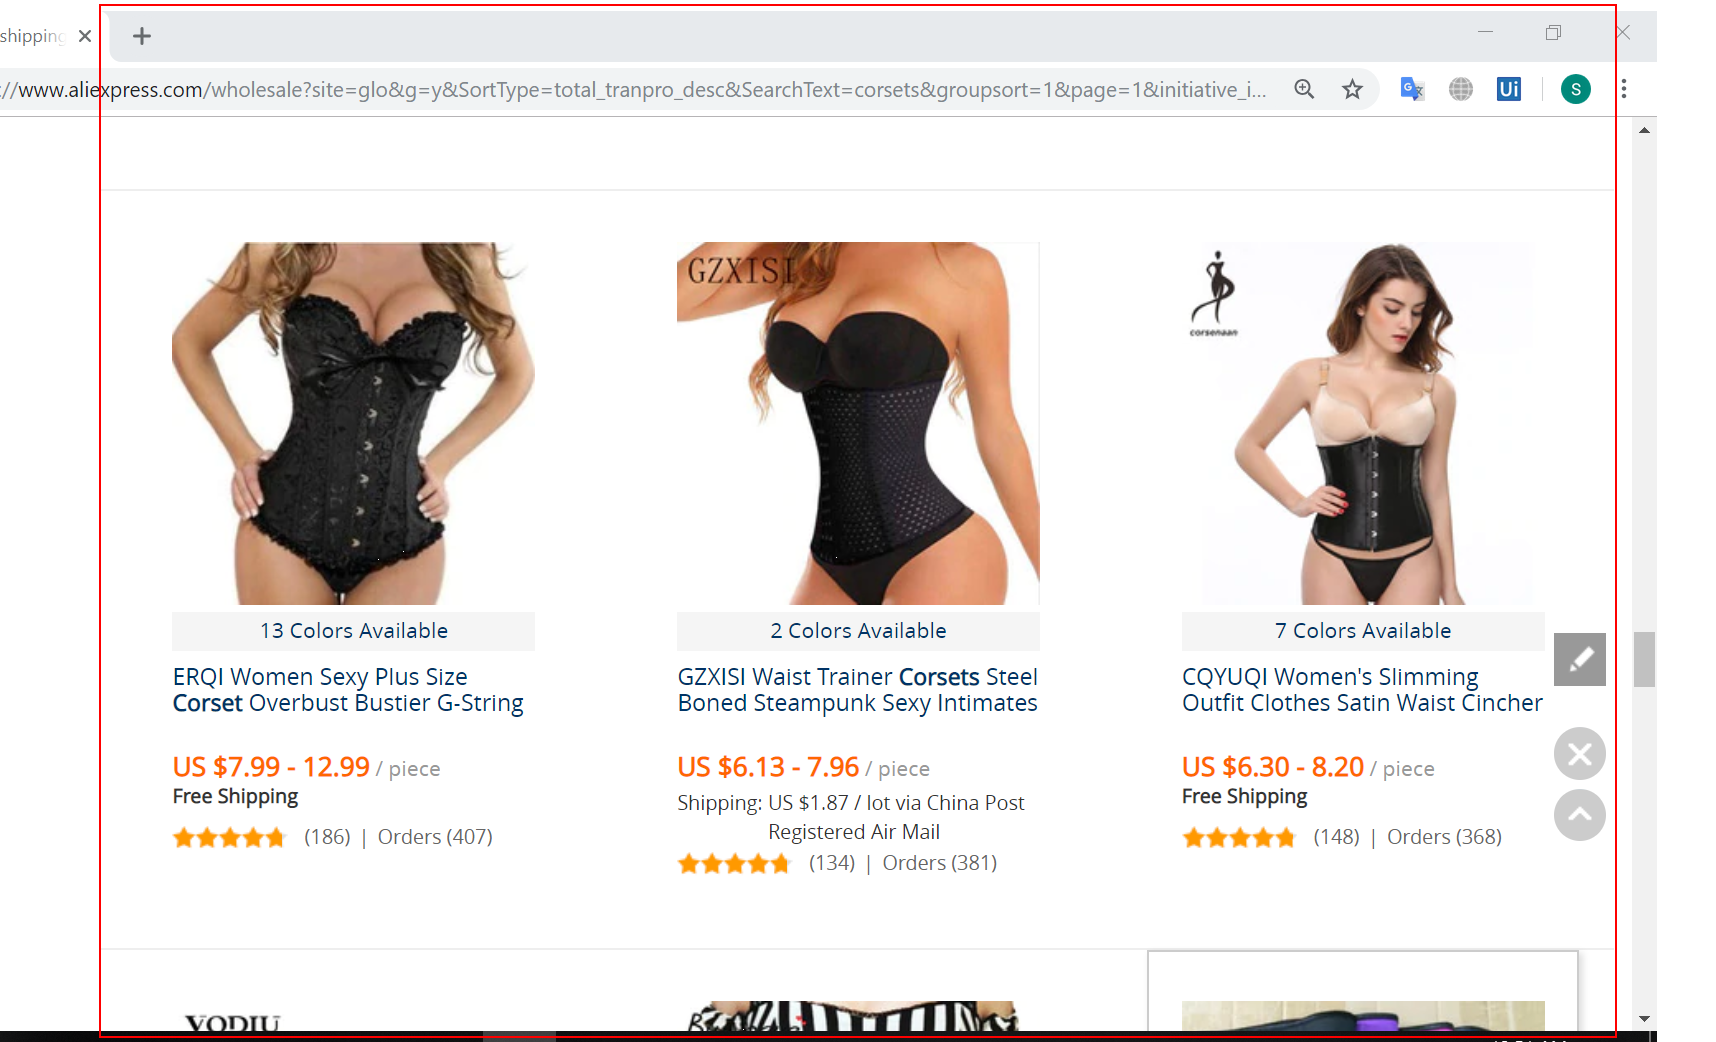 shipping
://www.aliexpress.com/wholesale?site=glo&g=y&SortType=total_tranpro_desc&SearchText=corsets&groupsort=1&page=1&initiative_i...
Ui
S
GZXISI
corsenaan
13 Colors Available
2 Colors Available
7 Colors Available
ERQI Women Sexy Plus Size
Corset Overbust Bustier G-String
GZXISI Waist Trainer Corsets Steel
Boned Steampunk Sexy Intimates
CQYUQI Women's Slimming
Outfit Clothes Satin Waist Cincher
US $7.99 - 12.99 / piece
Free Shipping
(186) | Orders (407)
US $6.13 - 7.96 / piece
Shipping: US $1.87 / lot via China Post
Registered Air Mail
(134) | Orders (381)
US $6.30 - 8.20 / piece
Free Shipping
(148) | Orders (368)
VODIU